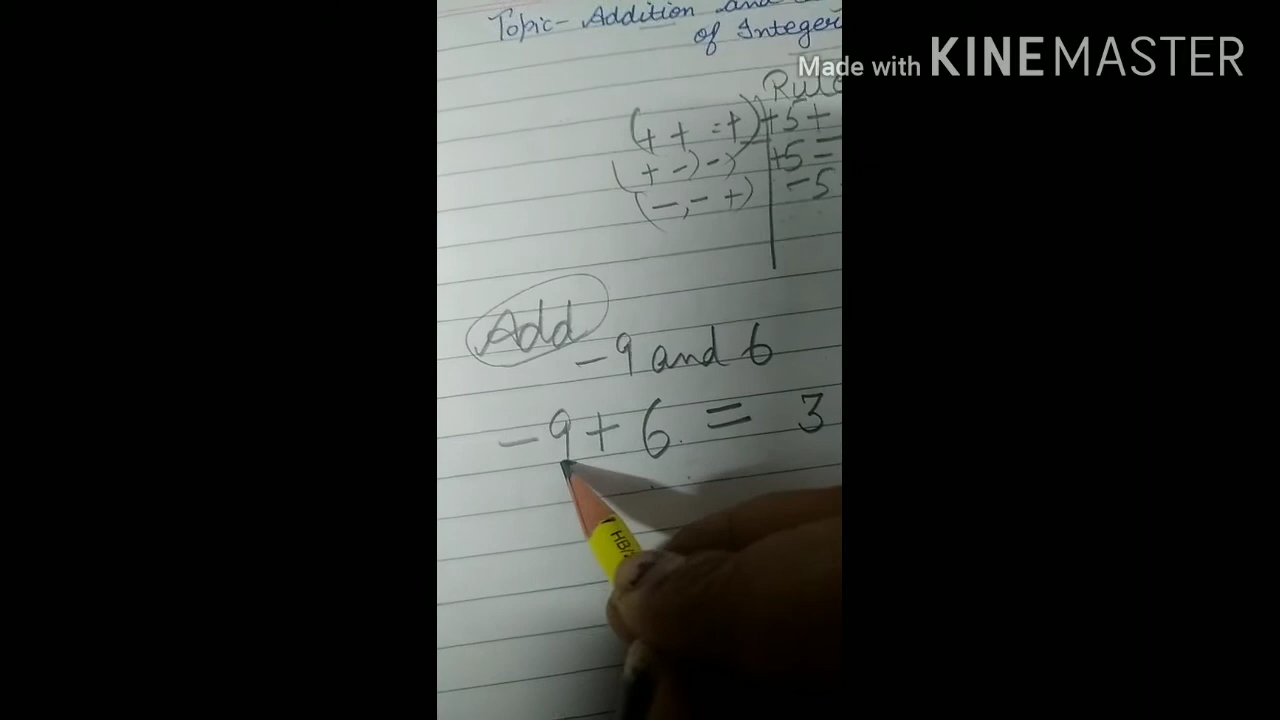 Topic- Addition and
of Integer
Made with KINEMASTER
Rule
(+ + =+) +5+
(+ -) -) +5=
(-,- +) -5
Add
-9 and 6
-9+6 = 3
HB/2